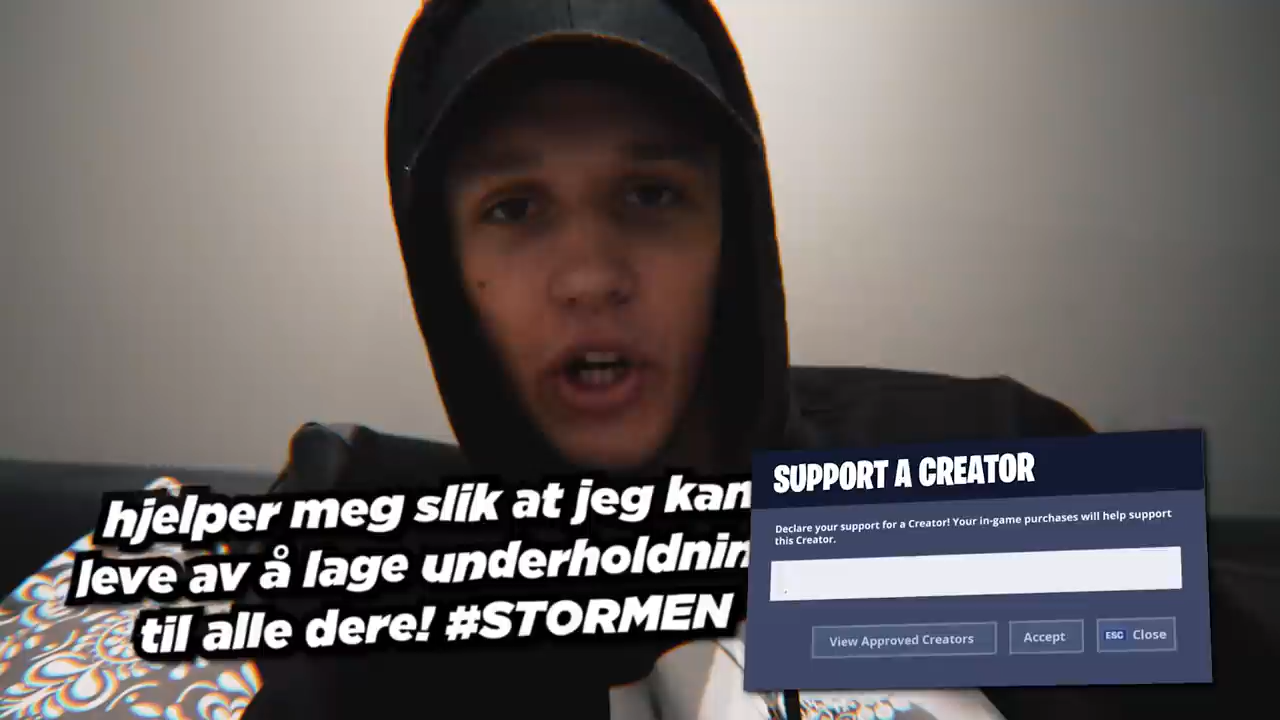 hjelper meg slik at jeg kan
leve av å lage underholdnin
til alle dere! #STORMEN
SUPPORT A CREATOR
Declare your support for a Creator! Your in-game purchases will help support
this Creator.
View Approved Creators
Accept
ESC Close